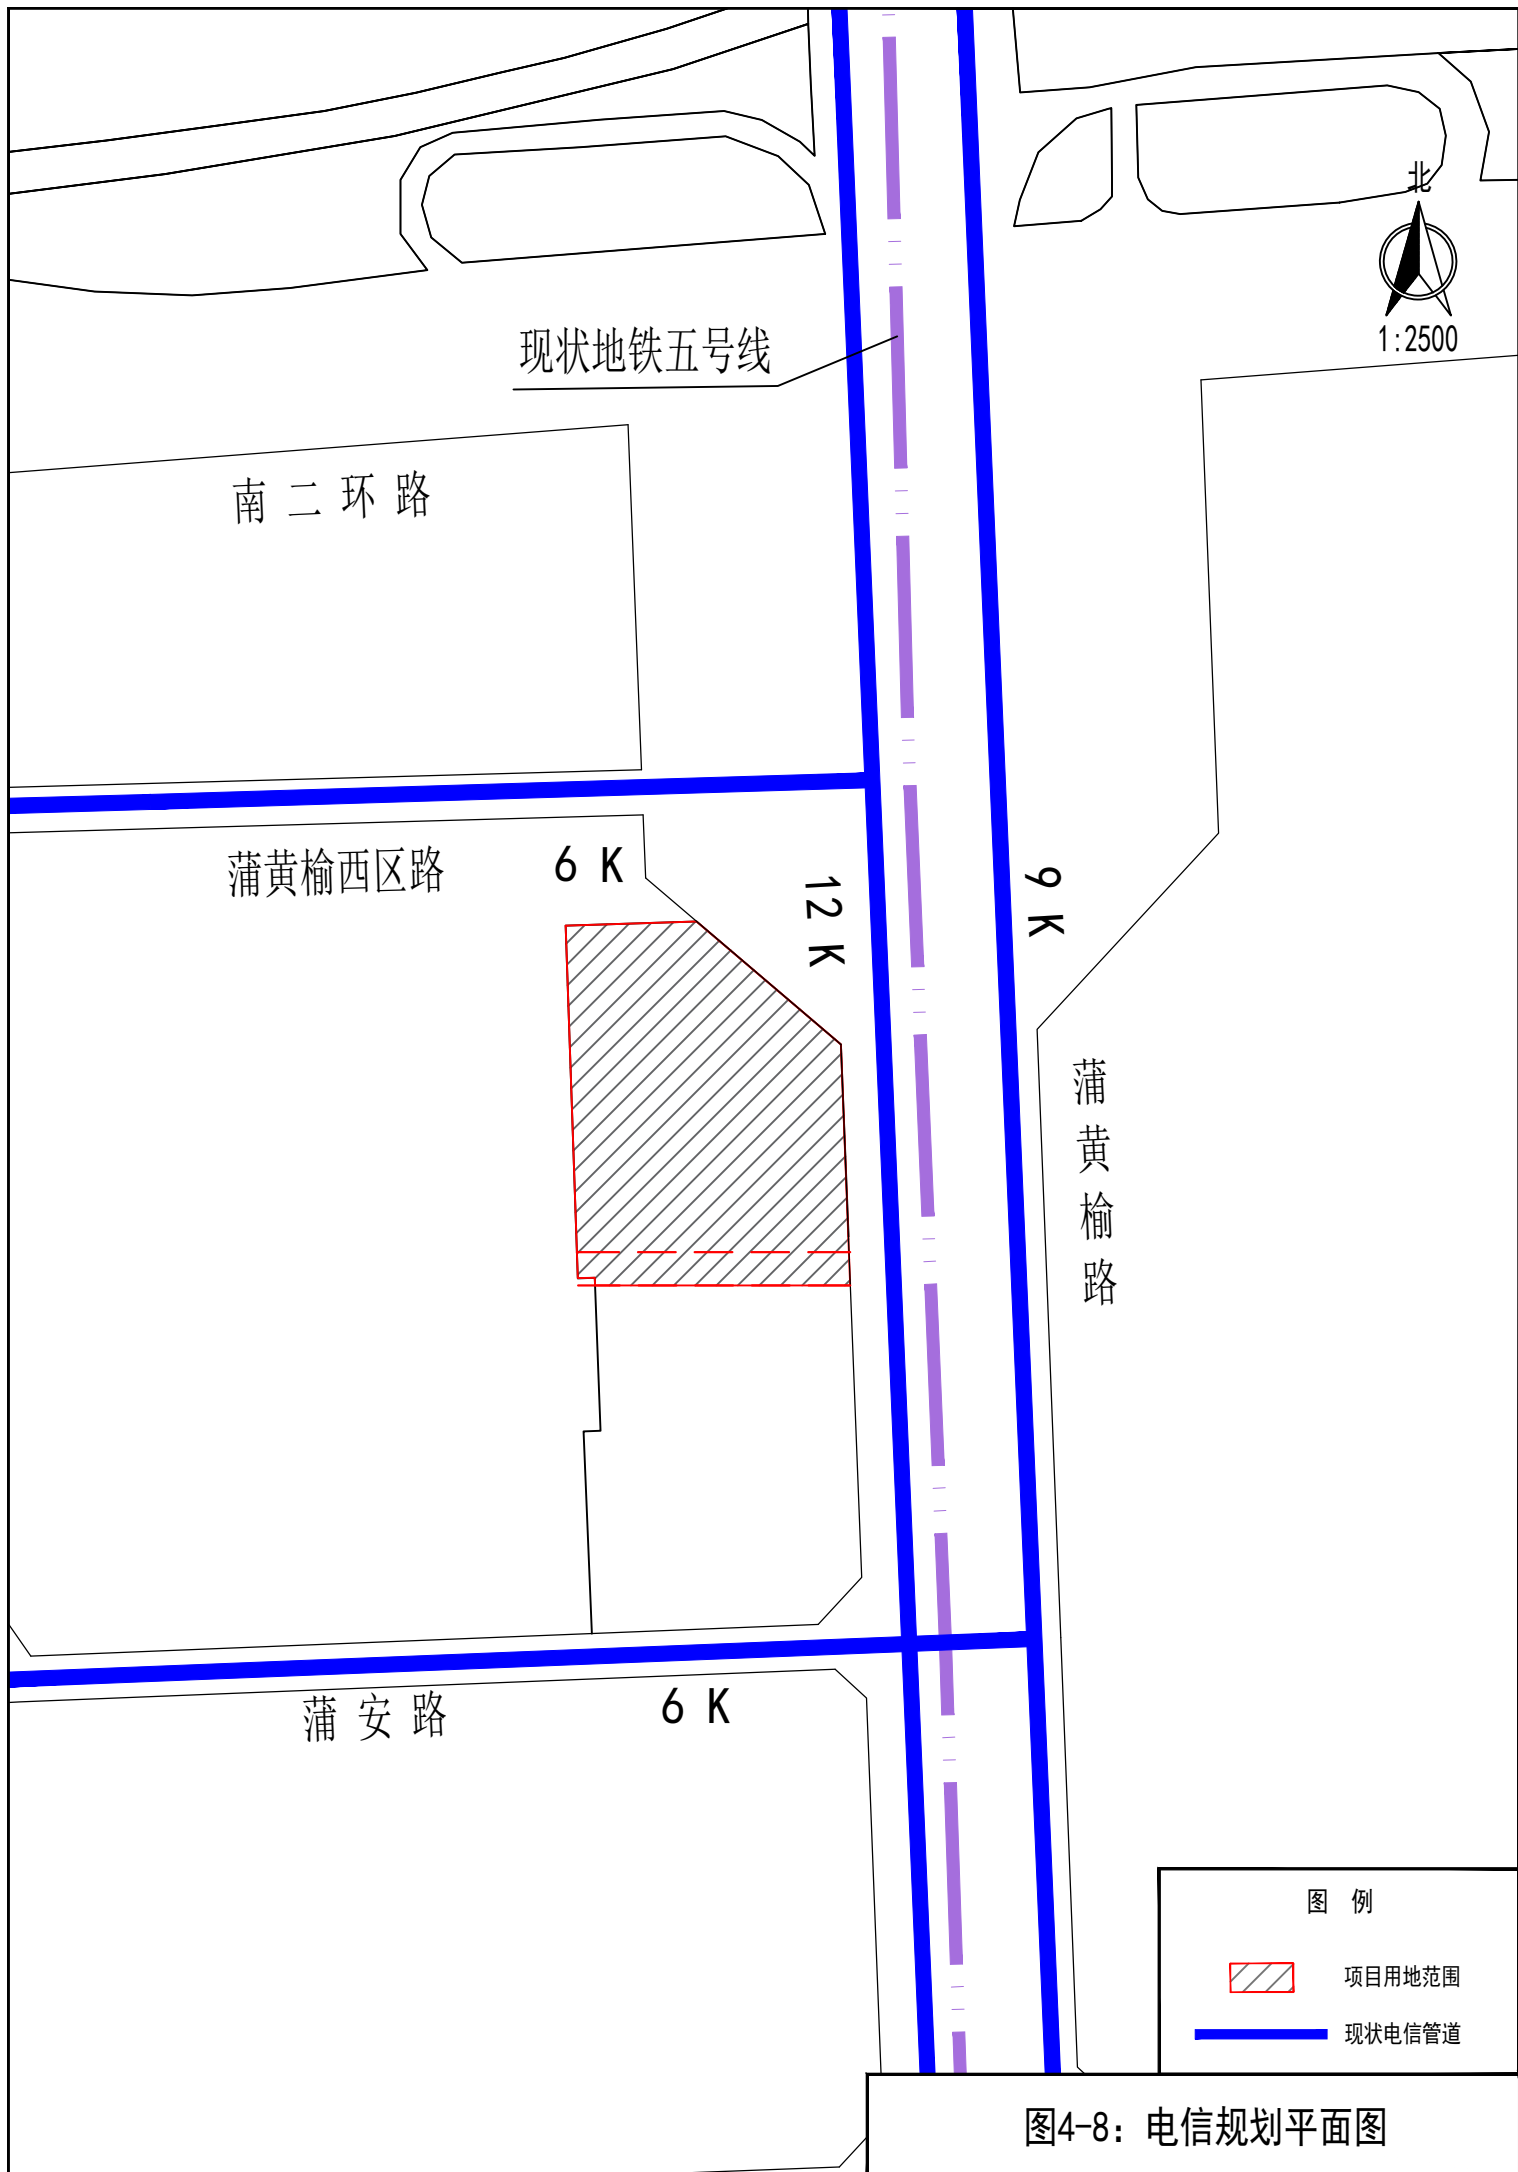 北
1:2500
现状地铁五号线
南二环路
蒲黄榆西区路
6 K
12 K
9 K
蒲黄榆路
蒲安路
6 K
图 例
项目用地范围
现状电信管道
图4-8：电信规划平面图